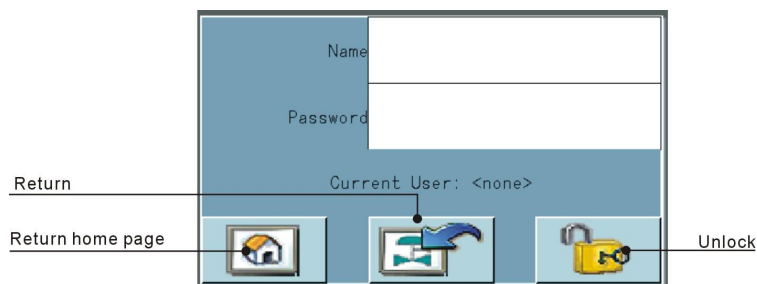 Name
Password
Current User: <none>
Return
Return home page
Unlock